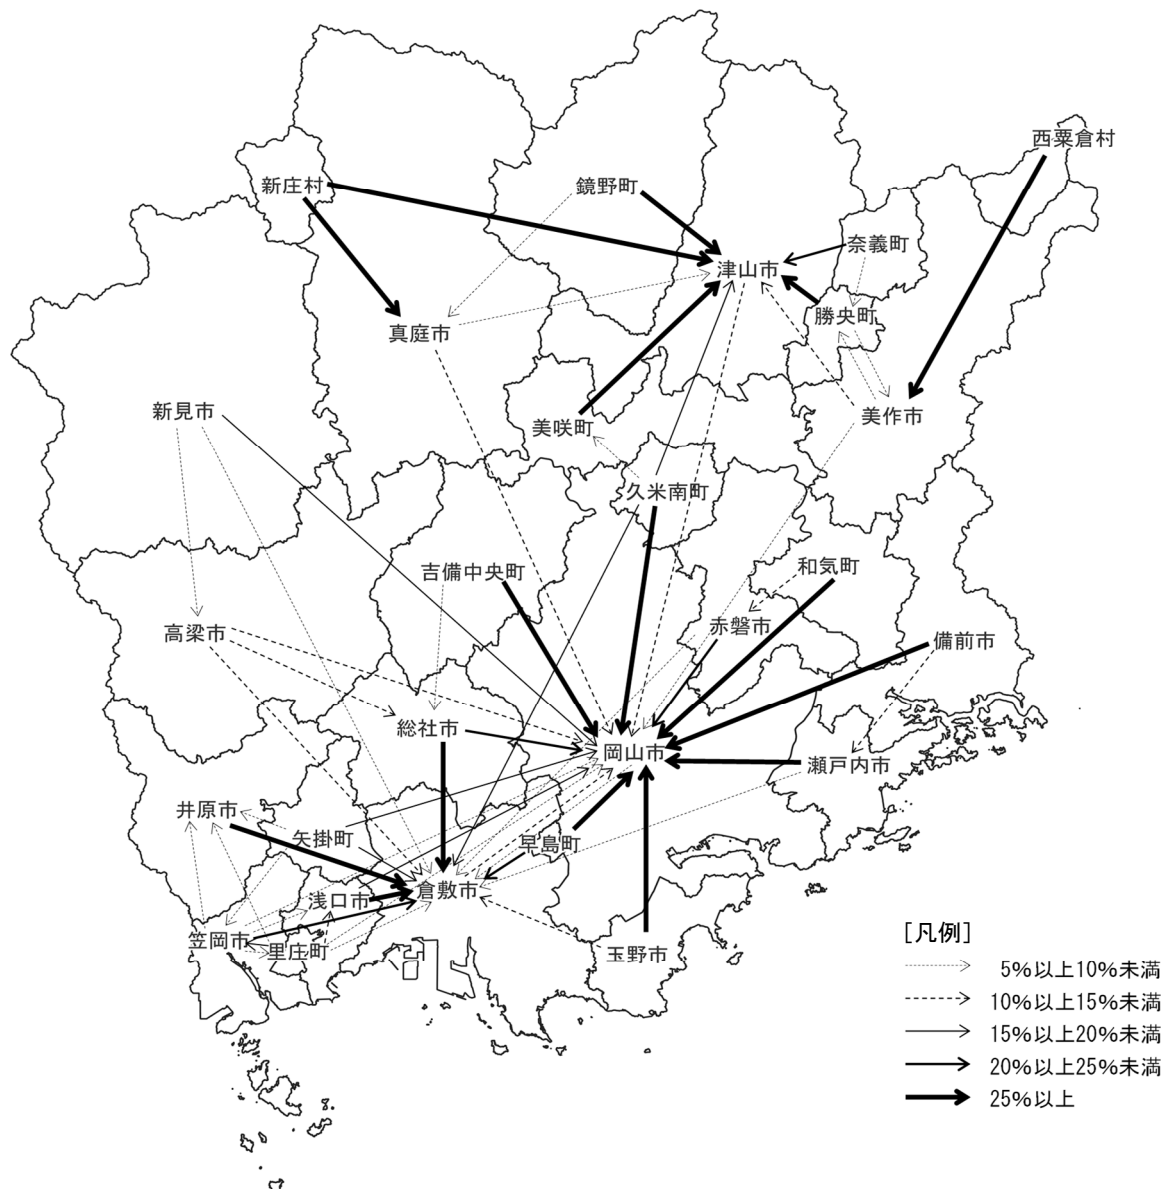 西粟倉村
新庄村
鏡野町
奈義町
津山市
勝央町
真庭市
新見市
美作市
美咲町
久米南町
吉備中央町
和気町
高梁市
赤磐市
備前市
総社市
岡山市
瀬戸内市
井原市
矢掛町
早島町
倉敷市
浅口市
笠岡市
里庄町
玉野市
[凡例]
5%以上10%未満
10%以上15%未満
15%以上20%未満
20%以上25%未満
25%以上